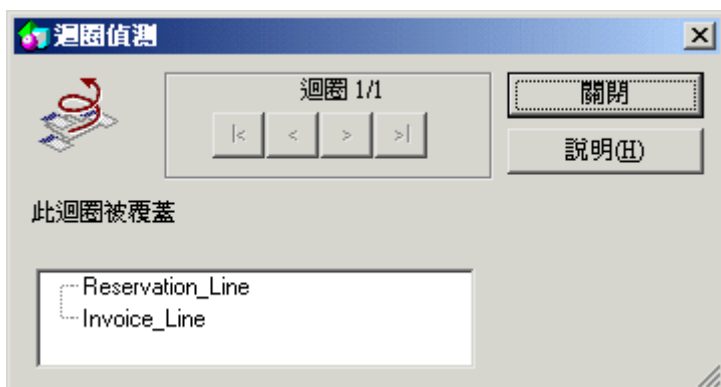 迴圈偵測
迴圈 1/1
|< < > >|
關閉
說明(H)
此迴圈被覆蓋
Reservation_Line
Invoice_Line